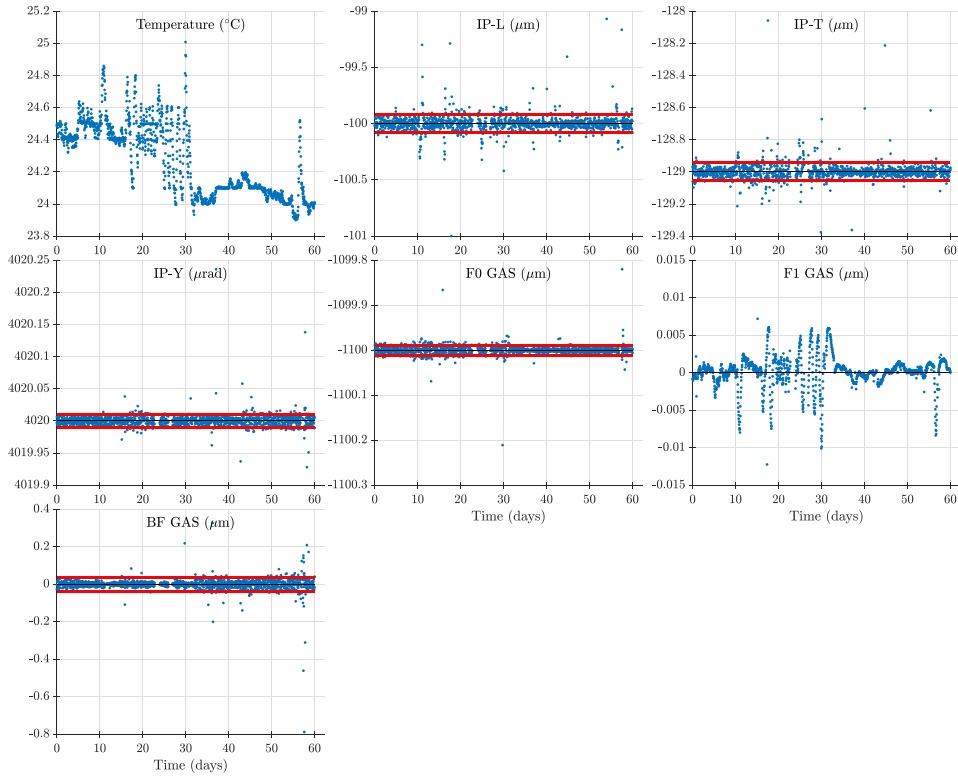 Temperature (°C)
25.2
25
24.8
24.6
24.4
24.2
24
23.8
0 10 20 30 40 50 60
IP-L (μm)
-99
-99.5
-100
-100.5
-101
0 10 20 30 40 50 60
IP-T (μm)
-128
-128.2
-128.4
-128.6
-128.8
-129
-129.2
-129.4
0 10 20 30 40 50 60
IP-Y (μrad)
4020.25
4020.2
4020.15
4020.1
4020.05
4020
4019.95
4019.9
0 10 20 30 40 50 60
F0 GAS (μm)
-1099.8
-1099.9
-1100
-1100.1
-1100.2
-1100.3
0 10 20 30 40 50 60
Time (days)
F1 GAS (μm)
0.015
0.01
0.005
0
-0.005
-0.01
-0.015
0 10 20 30 40 50 60
Time (days)
BF GAS (μm)
0.4
0.2
0
-0.2
-0.4
-0.6
-0.8
0 10 20 30 40 50 60
Time (days)